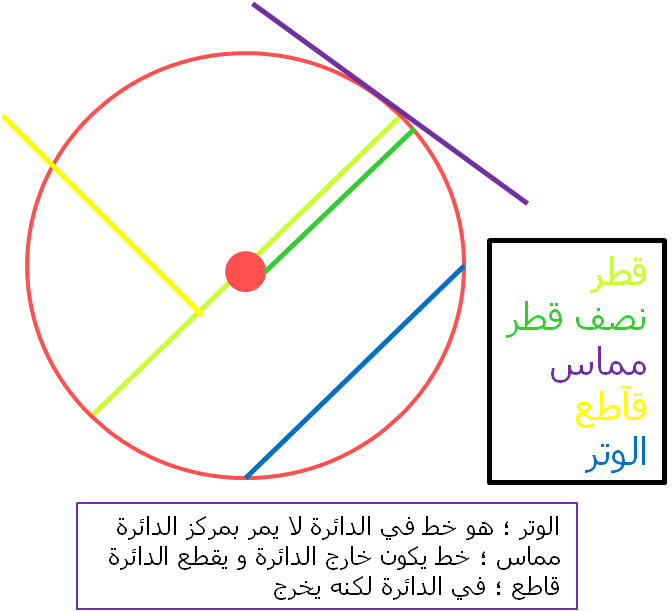 قطر
نصف قطر
مماس
قآطع
الوتر
الوتر ؛ هو خط في الدائرة لا يمر بمركز الدائرة
مماس ؛ خط يكون خارج الدائرة و يقطع الدائرة
قاطع ؛ في الدائرة لكنه يخرج